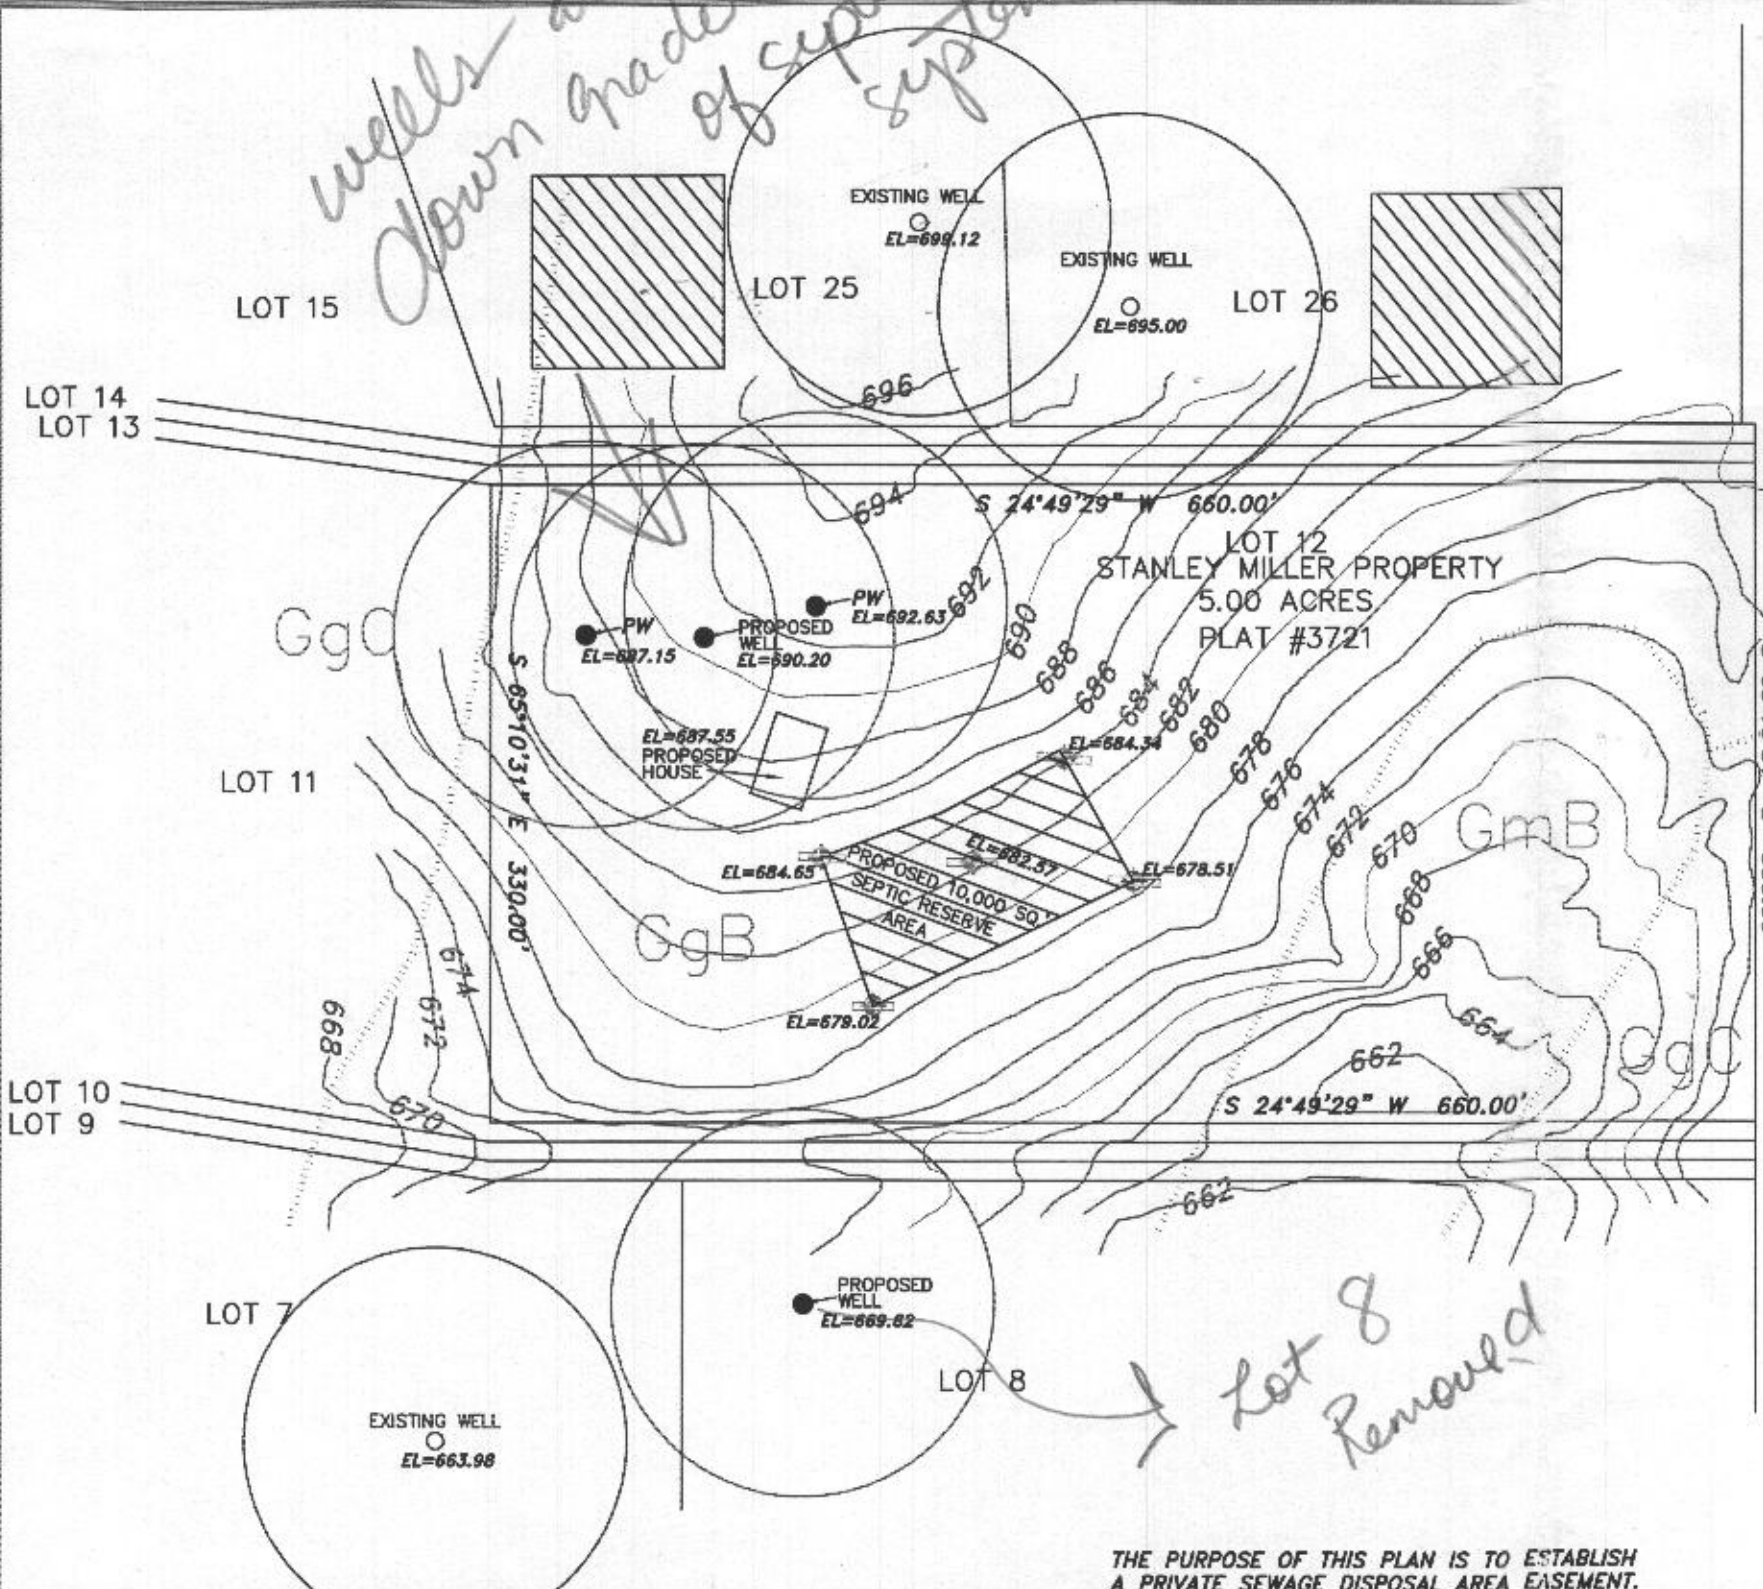 wells
down grade
of
EXISTING WELL
EL=699.12
EXISTING WELL
EL=695.00
LOT 15
LOT 25
LOT 26
696
LOT 14
LOT 13
694
S 24°49'29" W 660.00'
LOT 12
STANLEY MILLER PROPERTY
5.00 ACRES
PLAT #3721
GgC
PW
EL=687.15
PROPOSED
WELL
EL=690.20
PW
EL=692.63
692
690
688
686
684
682
680
678
676
674
672
670
668
666
664
662
S 65°10'31" E 330.00'
EL=687.55
PROPOSED
HOUSE
LOT 11
EL=684.34
EL=684.65
EL=682.57
EL=678.51
PROPOSED 10,000 SQ.'
SEPTIC RESERVE
AREA
EL=679.02
GgB
GmB
GgC
674
672
668
670
LOT 10
LOT 9
S 24°49'29" W 660.00'
662
LOT 7
PROPOSED
WELL
EL=669.82
LOT 8
Lot 8
Removed
EXISTING WELL
EL=663.98
THE PURPOSE OF THIS PLAN IS TO ESTABLISH
A PRIVATE SEWAGE DISPOSAL AREA EASEMENT.